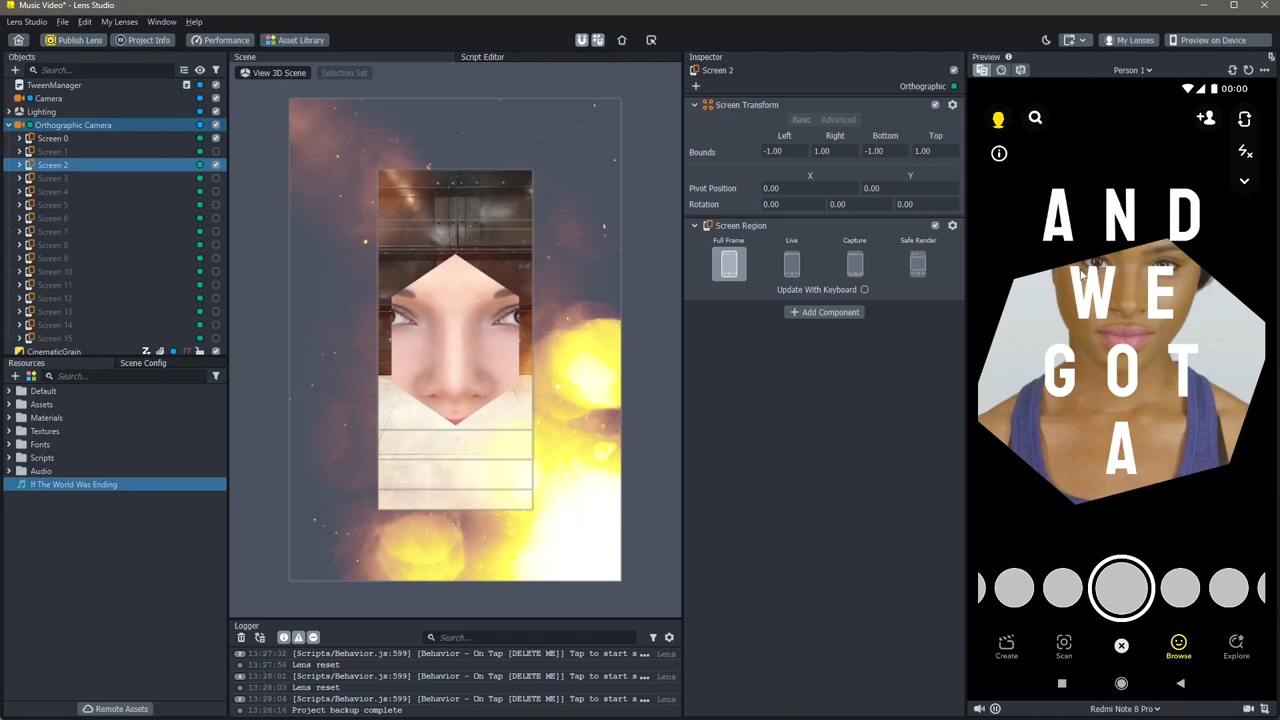 Music Video* - Lens Studio
Lens Studio File Edit My Lenses Window Help
Publish Lens Project Info Performance Asset Library My Lenses Preview on Device
Objects
Search...
TweenManager
Camera
Lighting
Orthographic Camera
Screen 0
Screen 1
Screen 2
Screen 3
Screen 4
Screen 5
Screen 6
Screen 7
Screen 8
Screen 9
Screen 10
Screen 11
Screen 12
Screen 13
Screen 14
Screen 15
CinematicGrain 77
Resources Scene Config
Search...
Default
Assets
Materials
Textures
Fonts
Scripts
Audio
If The World Was Ending
Remote Assets
Scene Script Editor
View 3D Scene Selection Set
Logger
Search...
13:27:32 [Scripts/Behavior.js:599] [Behavior - On Tap [DELETE ME]] Tap to start s... Lens
13:27:56 Lens reset
13:28:01 [Scripts/Behavior.js:599] [Behavior - On Tap [DELETE ME]] Tap to start s... Lens
13:28:03 Lens reset
13:28:04 [Scripts/Behavior.js:599] [Behavior - On Tap [DELETE ME]] Tap to start s... Lens
13:28:16 Project backup complete
Inspector
Screen 2
Orthographic
Screen Transform
Basic Advanced
Left Right Bottom Top
Bounds -1.00 1.00 -1.00 1.00
X Y
Pivot Position 0.00 0.00
Rotation 0.00 0.00 0.00
Screen Region
Full Frame Live Capture Safe Render
Update With Keyboard
Add Component
Preview
Person 1
00:00
AND
WE
GOT
A
Create Scan Browse Explore
Redmi Note 8 Pro